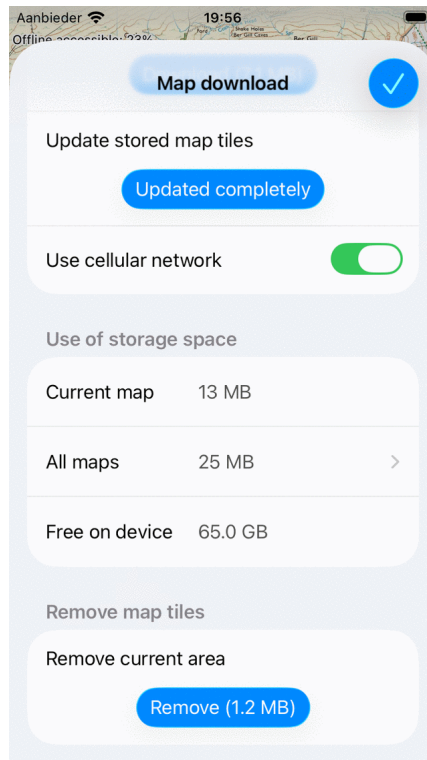 Aanbieder 19:56
Offline accessible: 23%
Map download
Update stored map tiles
Updated completely
Use cellular network
Use of storage space
Current map 13 MB
All maps 25 MB
Free on device 65.0 GB
Remove map tiles
Remove current area
Remove (1.2 MB)